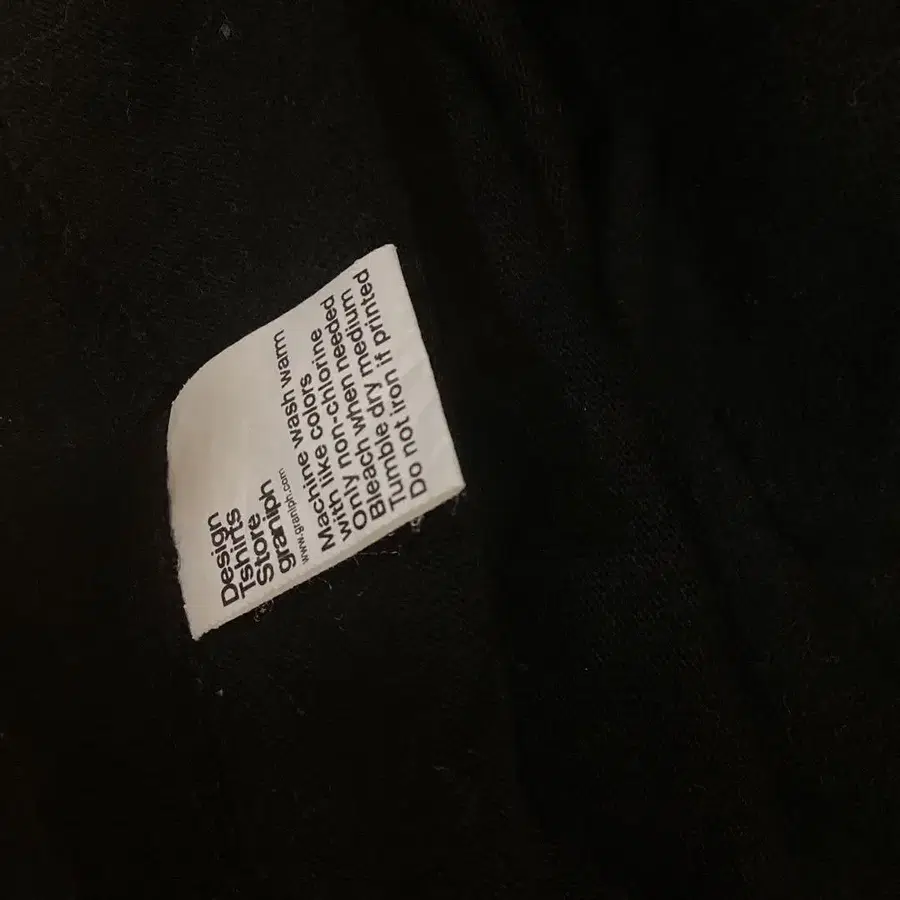 Design
Tshirts
Store
graniph
www.graniph.com
Machine wash warm
with like colors
Only non-chlorine
Bleach when needed
Tumble dry medium
Do not iron if printed